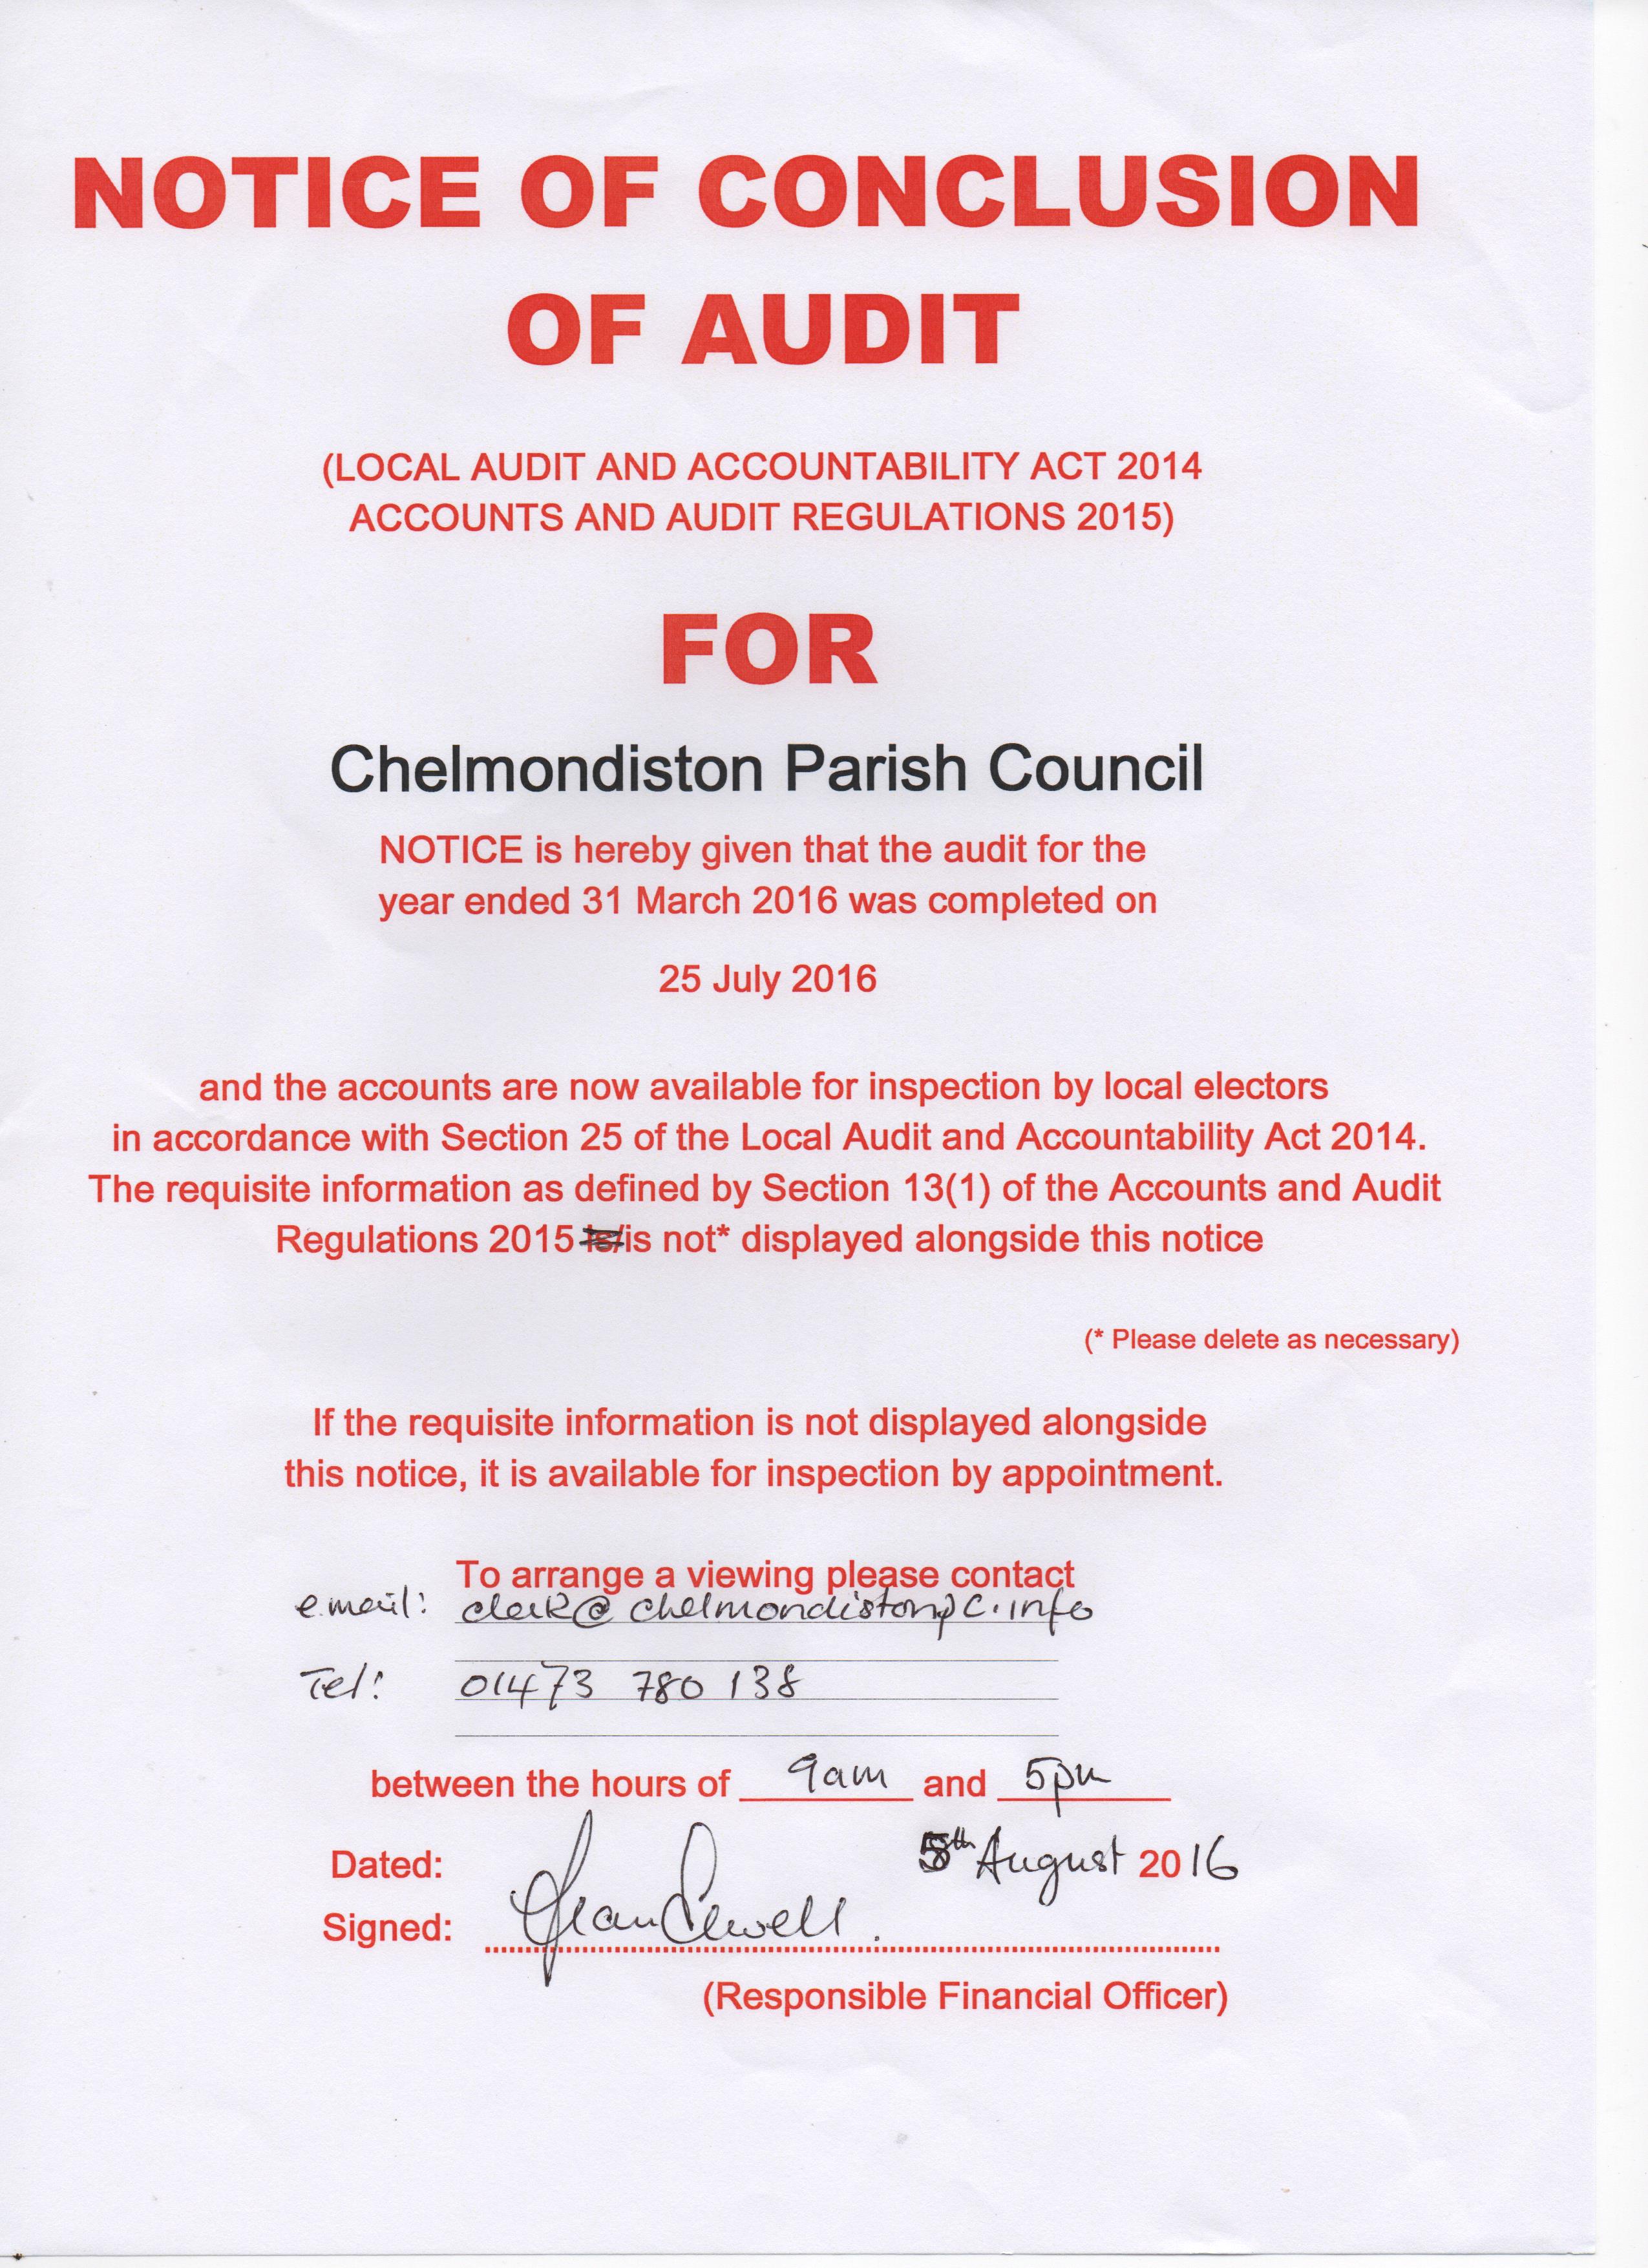 NOTICE OF CONCLUSION
OF AUDIT
(LOCAL AUDIT AND ACCOUNTABILITY ACT 2014
ACCOUNTS AND AUDIT REGULATIONS 2015)
FOR
Chelmondiston Parish Council
NOTICE is hereby given that the audit for the
year ended 31 March 2016 was completed on
25 July 2016
and the accounts are now available for inspection by local electors
in accordance with Section 25 of the Local Audit and Accountability Act 2014.
The requisite information as defined by Section 13(1) of the Accounts and Audit
Regulations 2015 is/is not* displayed alongside this notice
(* Please delete as necessary)
If the requisite information is not displayed alongside
this notice, it is available for inspection by appointment.
To arrange a viewing please contact
email: clerk@chelmondistonpc.info
Tel: 01473 780 138
between the hours of 9am and 5pm
Dated: August 2016
Signed:
(Responsible Financial Officer)